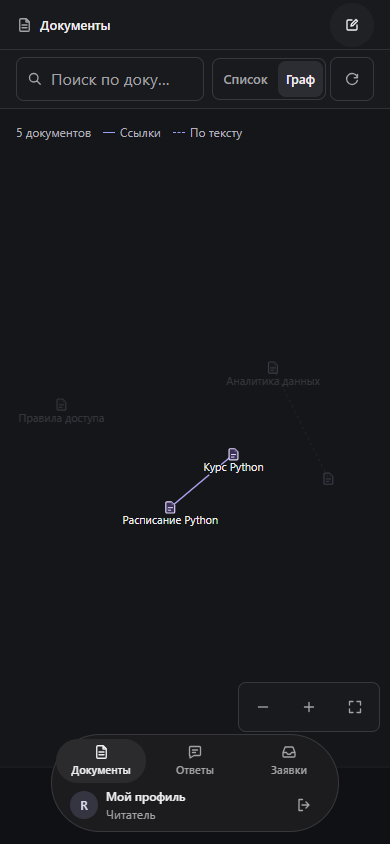 Документы
Поиск по доку...
Список
Граф
5 документов
Ссылки
По тексту
Аналитика данных
Правила доступа
Курс Python
Расписание Python
Документы
Ответы
Заявки
R
Мой профиль
Читатель